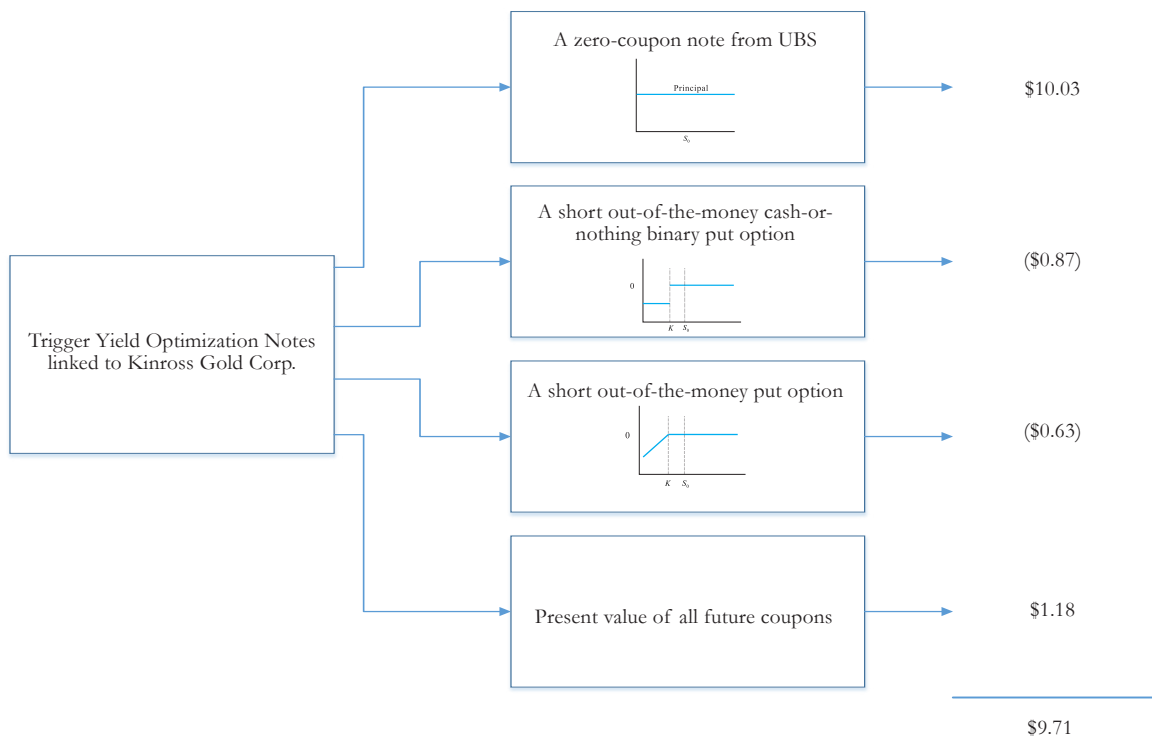 A zero-coupon note from UBS
Principal
S₀
$10.03
A short out-of-the-money cash-or-
nothing binary put option
0
K S₀
($0.87)
Trigger Yield Optimization Notes
linked to Kinross Gold Corp.
A short out-of-the-money put option
0
K S₀
($0.63)
Present value of all future coupons
$1.18
$9.71